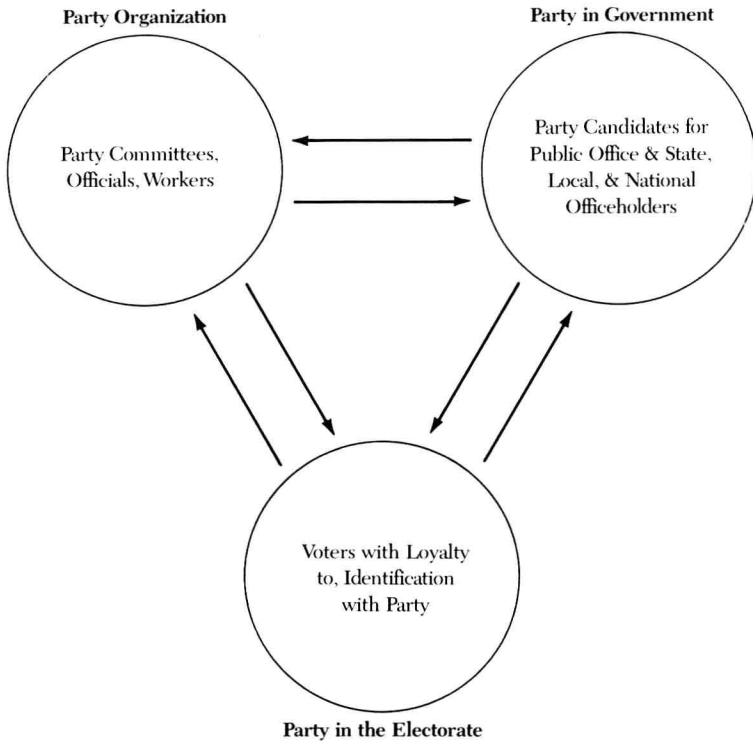 Party Organization
Party in Government
Party Committees,
Officials, Workers
Party Candidates for
Public Office & State,
Local, & National
Officeholders
Voters with Loyalty
to, Identification
with Party
Party in the Electorate